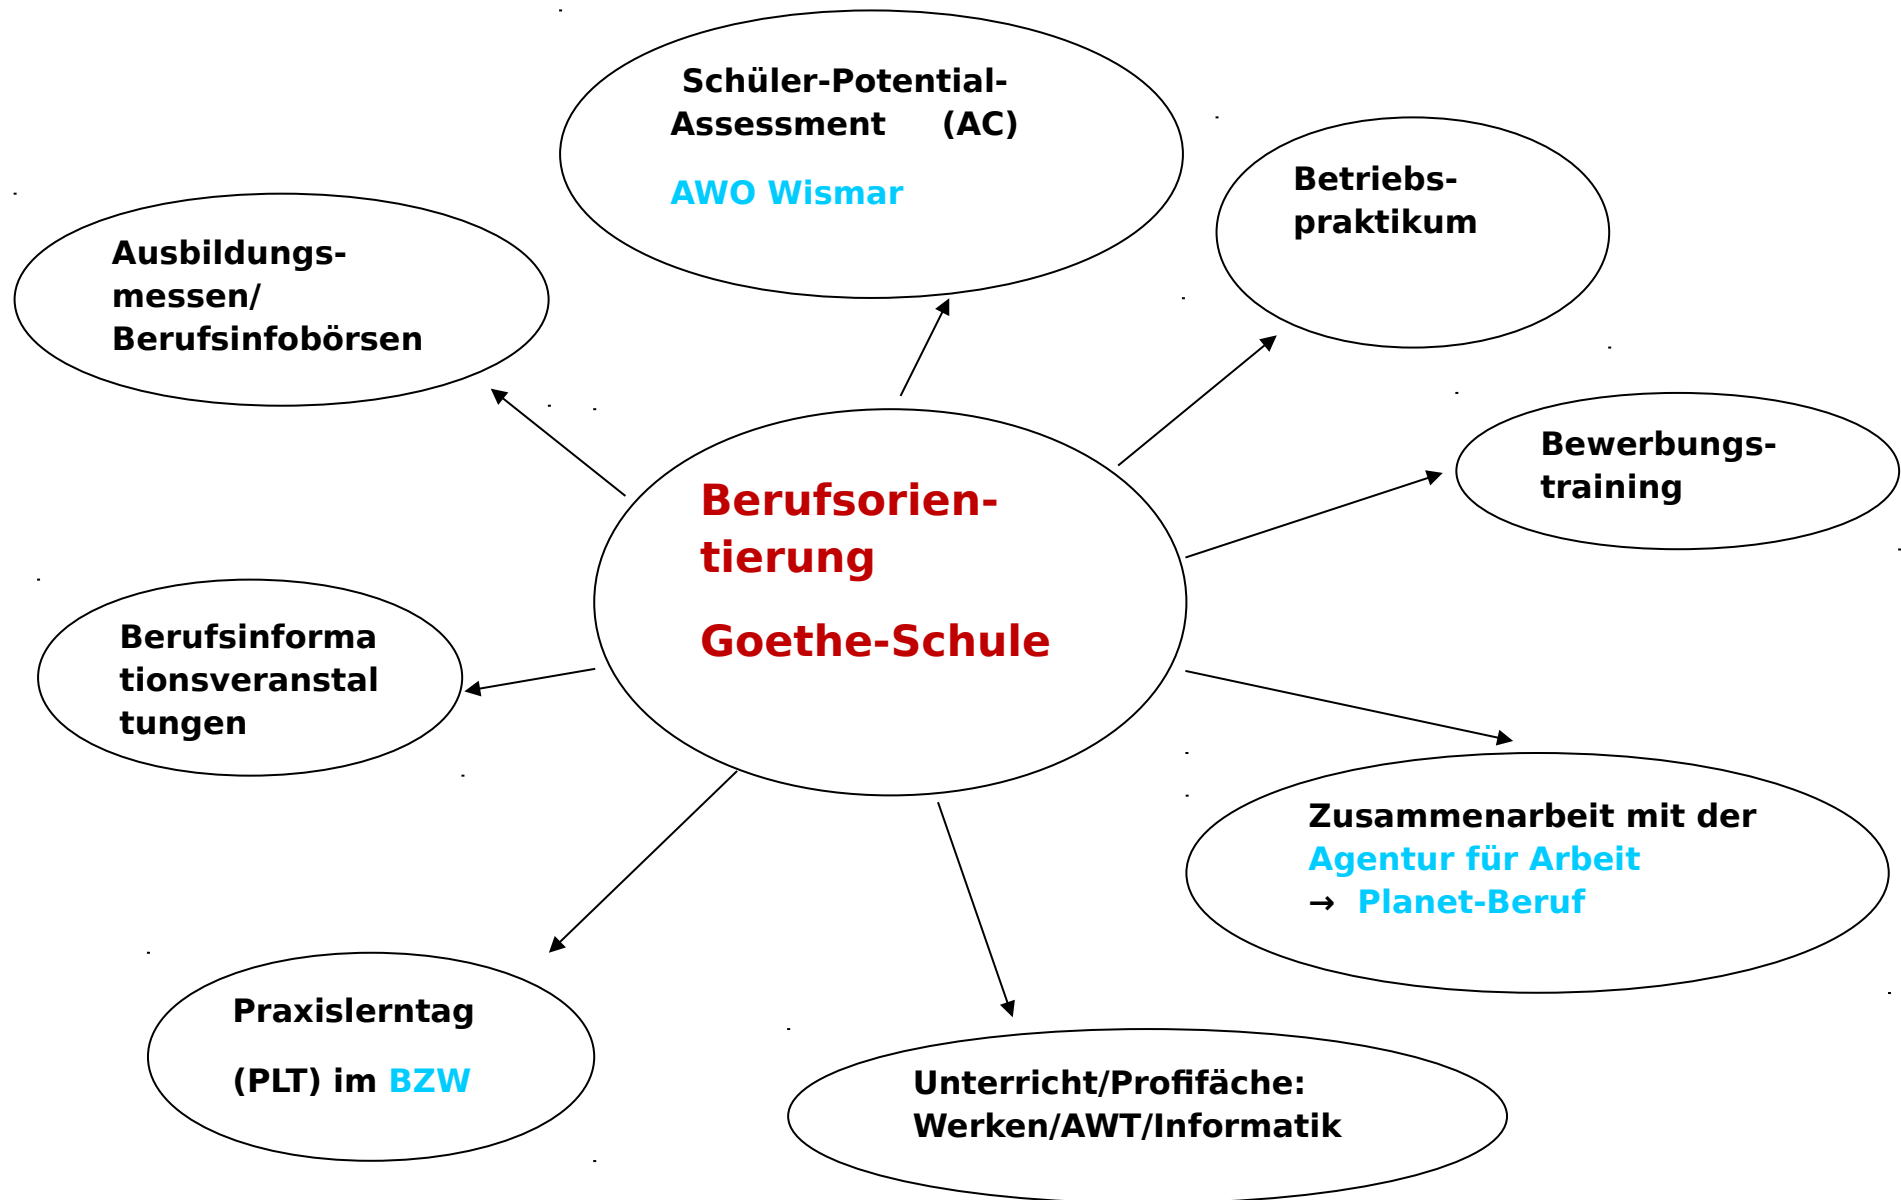 Schüler-Potential-
Assessment (AC)
AWO Wismar
Betriebs-
praktikum
Ausbildungs-
messen/
Berufsinfobörsen
Bewerbungs-
training
Berufsorien-
tierung
Goethe-Schule
Berufsinforma
tionsveranstal
tungen
Zusammenarbeit mit der
Agentur für Arbeit
→ Planet-Beruf
Praxislerntag
(PLT) im BZW
Unterricht/Profifäche:
Werken/AWT/Informatik